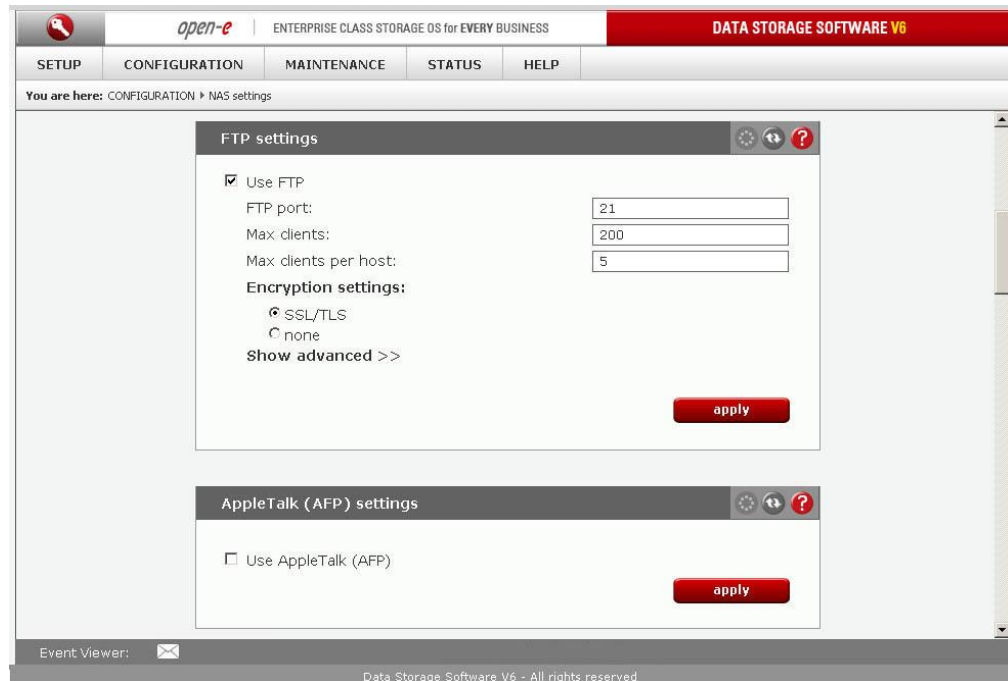 open-e ENTERPRISE CLASS STORAGE OS for EVERY BUSINESS DATA STORAGE SOFTWARE V6
SETUP CONFIGURATION MAINTENANCE STATUS HELP
You are here: CONFIGURATION ▸ NAS settings
FTP settings ?
Use FTP
FTP port: 21
Max clients: 200
Max clients per host: 5
Encryption settings:
SSL/TLS
none
Show advanced >>
apply
AppleTalk (AFP) settings ?
Use AppleTalk (AFP)
apply
Event Viewer:
Data Storage Software V6 - All rights reserved